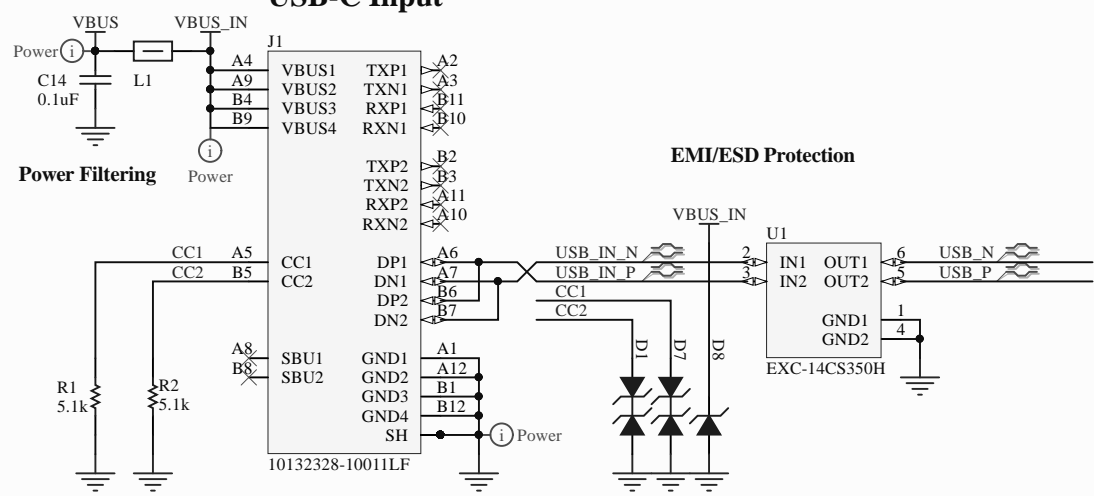 USB-C Input
VBUS
VBUS_IN
Power
i
C14
0.1uF
L1
i
Power
Power Filtering
J1
A4 VBUS1 TXP1 A2
A9 VBUS2 TXN1 A3
B4 VBUS3 RXP1 B11
B9 VBUS4 RXN1 B10
TXP2 B2
TXN2 B3
RXP2 A11
RXN2 A10
CC1 A5 CC1 DP1 A6
CC2 B5 CC2 DN1 A7
DP2 B6
DN2 B7
A8 SBU1 GND1 A1
B8 SBU2 GND2 A12
GND3 B1
GND4 B12
SH
i Power
10132328-10011LF
R1
5.1k
R2
5.1k
EMI/ESD Protection
VBUS_IN
USB_IN_N
USB_IN_P
CC1
CC2
D1
D7
D8
U1
2 IN1 OUT1 6 USB_N
3 IN2 OUT2 5 USB_P
GND1 1
GND2 4
EXC-14CS350H